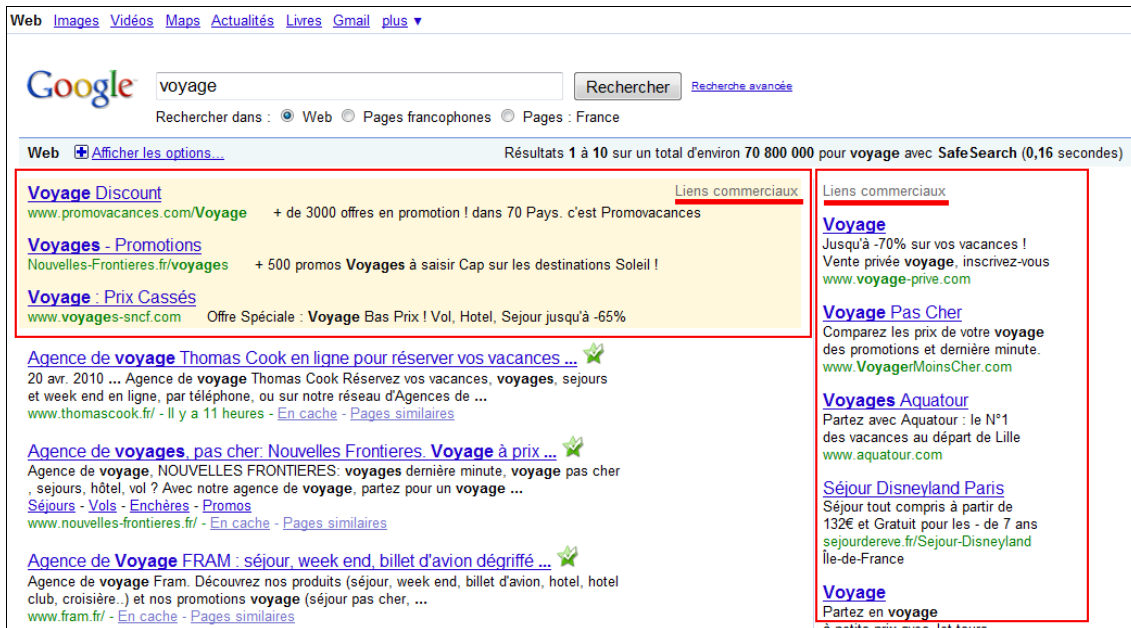 Web Images Vidéos Maps Actualités Livres Gmail plus ▼
Google voyage Rechercher Recherche avancée
Rechercher dans : Web Pages francophones Pages : France
Web Afficher les options... Résultats 1 à 10 sur un total d'environ 70 800 000 pour voyage avec SafeSearch (0,16 secondes)
Liens commerciaux
Voyage Discount
www.promovacances.com/Voyage + de 3000 offres en promotion ! dans 70 Pays. c'est Promovacances
Voyages - Promotions
Nouvelles-Frontieres.fr/voyages + 500 promos Voyages à saisir Cap sur les destinations Soleil !
Voyage : Prix Cassés
www.voyages-sncf.com Offre Spéciale : Voyage Bas Prix ! Vol, Hotel, Sejour jusqu'à -65%
Agence de voyage Thomas Cook en ligne pour réserver vos vacances ...
20 avr. 2010 ... Agence de voyage Thomas Cook Réservez vos vacances, voyages, sejours
et week end en ligne, par téléphone, ou sur notre réseau d'Agences de ...
www.thomascook.fr/ - Il y a 11 heures - En cache - Pages similaires
Agence de voyages, pas cher: Nouvelles Frontieres. Voyage à prix ...
Agence de voyage, NOUVELLES FRONTIERES: voyages dernière minute, voyage pas cher
, sejours, hôtel, vol ? Avec notre agence de voyage, partez pour un voyage ...
Séjours - Vols - Enchères - Promos
www.nouvelles-frontieres.fr/ - En cache - Pages similaires
Agence de Voyage FRAM : séjour, week end, billet d'avion dégriffé ...
Agence de voyage Fram. Découvrez nos produits (séjour, week end, billet d'avion, hotel, hotel
club, croisière..) et nos promotions voyage (séjour pas cher, ...
www.fram.fr/ - En cache - Pages similaires
Liens commerciaux
Voyage
Jusqu'à -70% sur vos vacances !
Vente privée voyage, inscrivez-vous
www.voyage-prive.com
Voyage Pas Cher
Comparez les prix de votre voyage
des promotions et dernière minute.
www.VoyagerMoinsCher.com
Voyages Aquatour
Partez avec Aquatour : le N°1
des vacances au départ de Lille
www.aquatour.com
Séjour Disneyland Paris
Séjour tout compris à partir de
132€ et Gratuit pour les - de 7 ans
sejourdereve.fr/Sejour-Disneyland
Île-de-France
Voyage
Partez en voyage